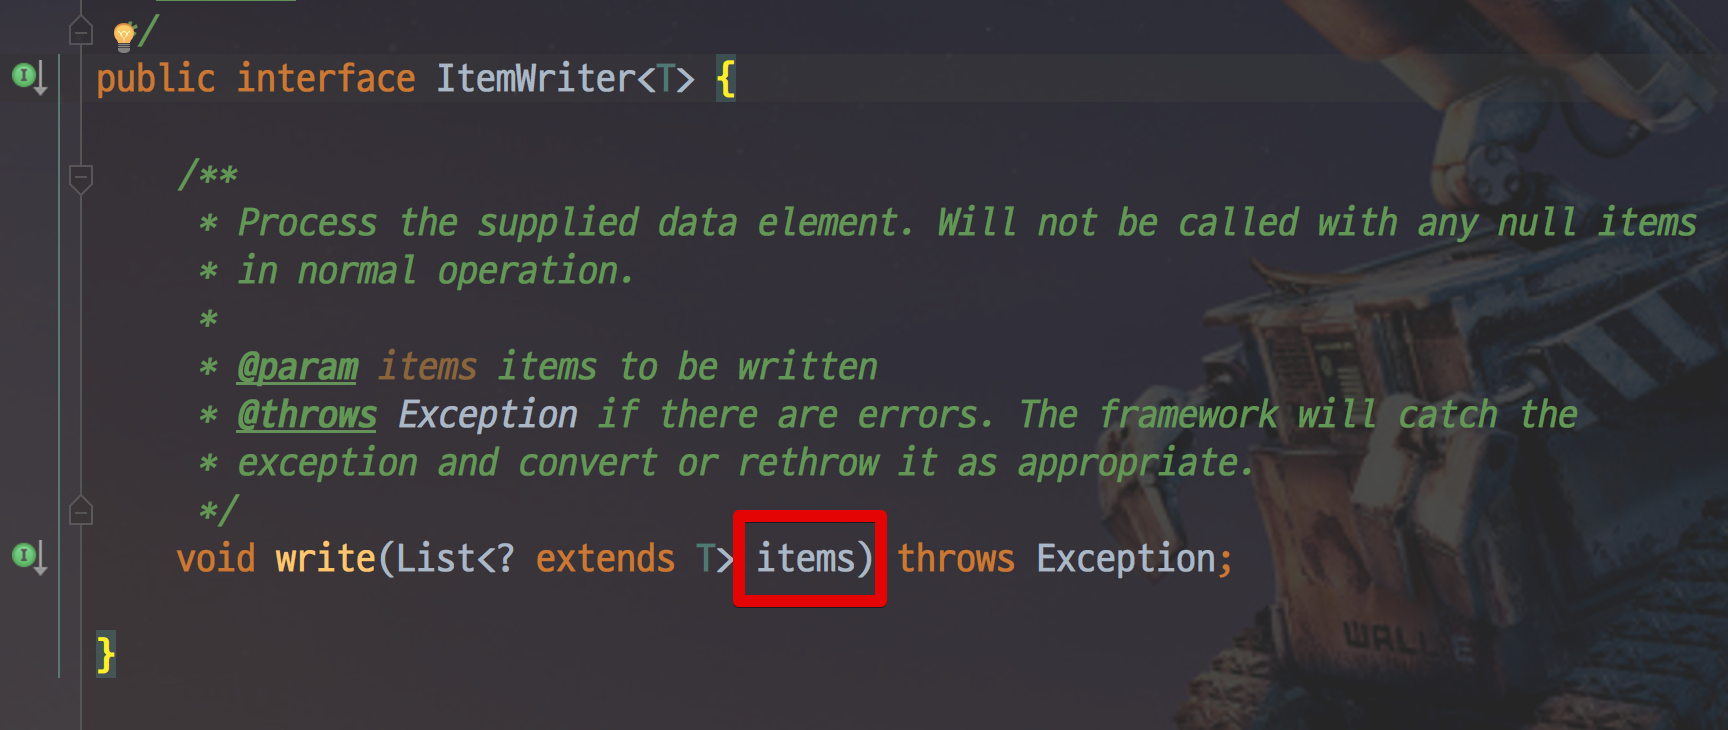 */
public interface ItemWriter<T> {
/**
* Process the supplied data element. Will not be called with any null items
* in normal operation.
*
* @param items items to be written
* @throws Exception if there are errors. The framework will catch the
* exception and convert or rethrow it as appropriate.
*/
void write(List<? extends T> items) throws Exception;
}
WALL E